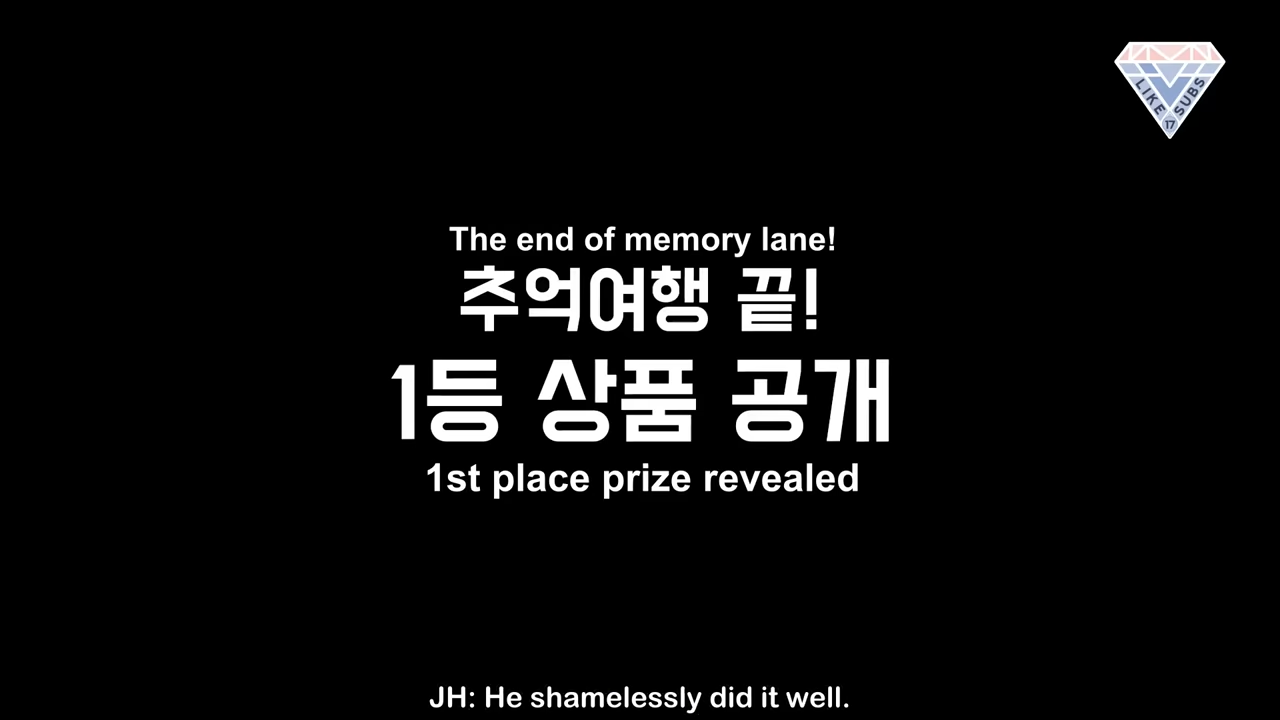 LIKE
17
SUBS
The end of memory lane!
추억여행 끝!
1등 상품 공개
1st place prize revealed
JH: He shamelessly did it well.